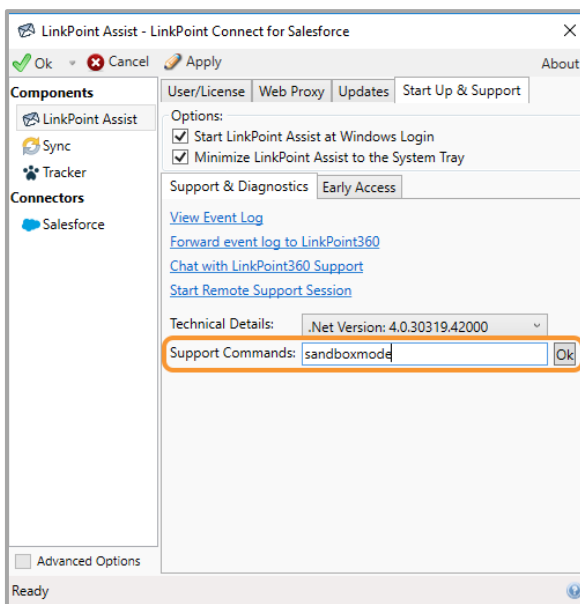 LinkPoint Assist - LinkPoint Connect for Salesforce
Ok Cancel Apply About
Components
LinkPoint Assist
Sync
Tracker
Connectors
Salesforce
User/License Web Proxy Updates Start Up & Support
Options:
Start LinkPoint Assist at Windows Login
Minimize LinkPoint Assist to the System Tray
Support & Diagnostics Early Access
View Event Log
Forward event log to LinkPoint360
Chat with LinkPoint360 Support
Start Remote Support Session
Technical Details: .Net Version: 4.0.30319.42000
Support Commands: sandboxmode Ok
Advanced Options
Ready